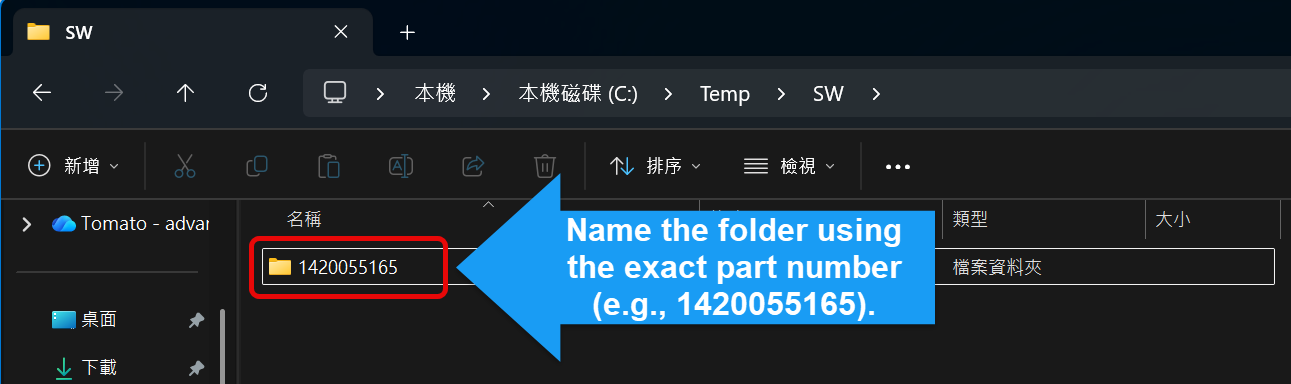 SW
本機 本機磁碟 (C:) Temp SW
新增 排序 檢視
Tomato - advar
名稱 類型 大小
1420055165 檔案資料夾
Name the folder using
the exact part number
(e.g., 1420055165).
桌面
下載